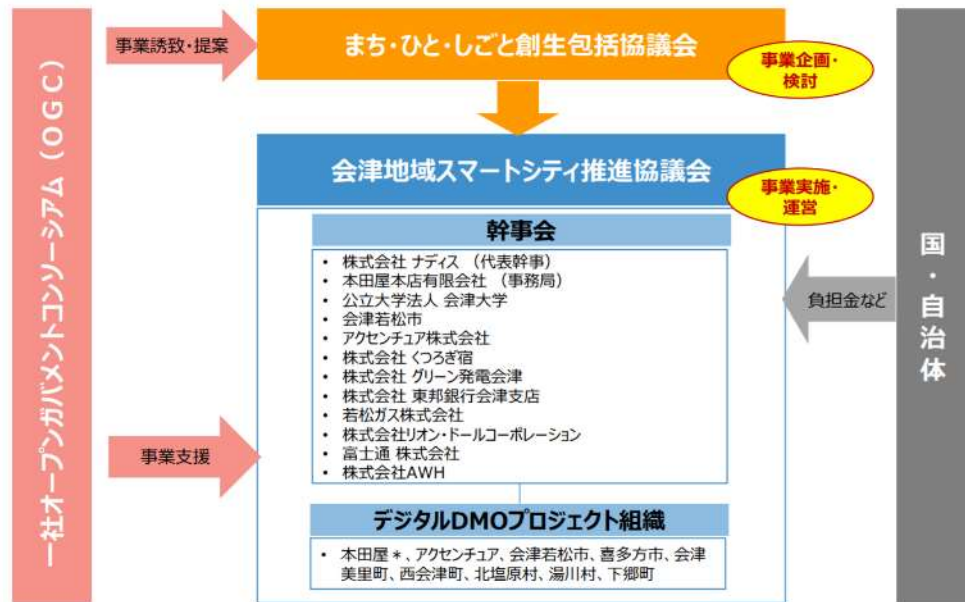 一社オープンガバメントコンソーシアム（OGC）
事業誘致・提案
まち・ひと・しごと創生包括協議会
事業企画・
検討
会津地域スマートシティ推進協議会
事業実施・
運営
幹事会
• 株式会社 ナディス （代表幹事）
• 本田屋本店有限会社 （事務局）
• 公立大学法人 会津大学
• 会津若松市
• アクセンチュア株式会社
• 株式会社 くつろぎ宿
• 株式会社 グリーン発電会津
• 株式会社 東邦銀行会津支店
• 若松ガス株式会社
• 株式会社リオン・ドールコーポレーション
• 富士通 株式会社
• 株式会社AWH
事業支援
デジタルDMOプロジェクト組織
• 本田屋＊、アクセンチュア、会津若松市、喜多方市、会津
美里町、西会津町、北塩原村、湯川村、下郷町
負担金など
国・自治体